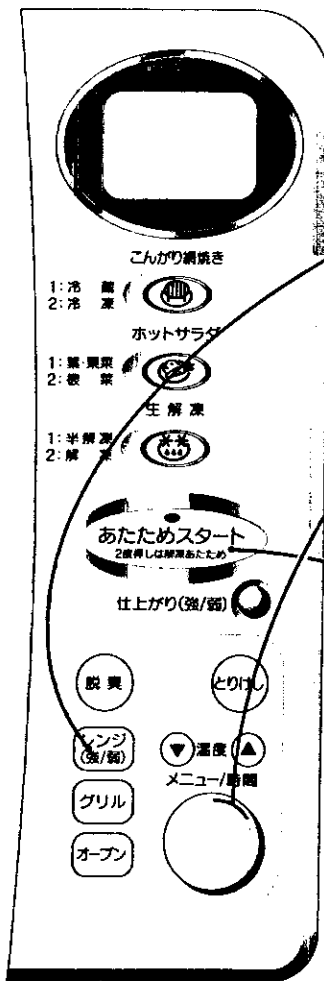 こんがり網焼き
1:冷 蔵
2:冷 凍
ホットサラダ
1:葉・果菜
2:根 菜
生 解 凍
1:半解凍
2:解 凍
あたためスタート
2度押しは解凍あたため
仕上がり(強/弱)
脱臭
とりけし
レンジ
(強/弱)
▼ 温度 ▲
メニュー/時間
グリル
オーブン